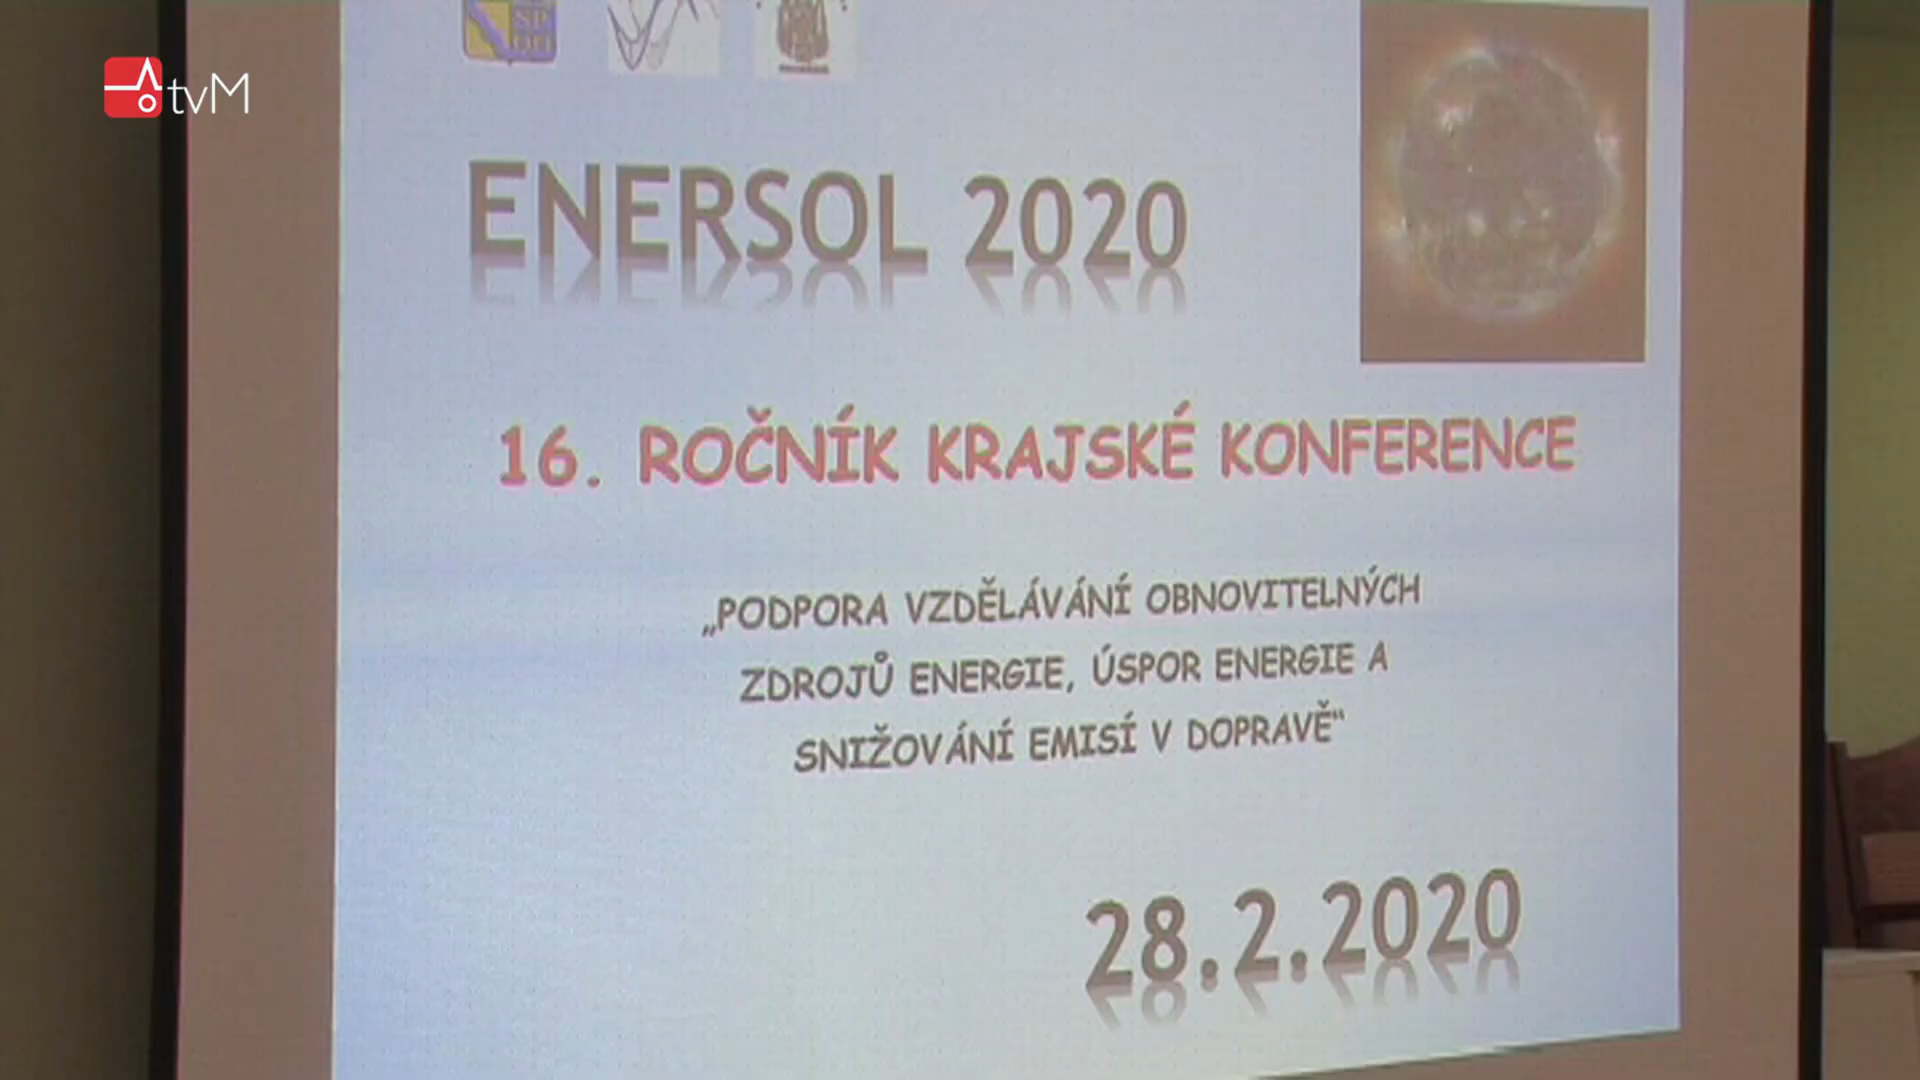 tvM
ENERSOL 2020
16. ROČNÍK KRAJSKÉ KONFERENCE
„PODPORA VZDĚLÁVÁNÍ OBNOVITELNÝCH
ZDROJŮ ENERGIE, ÚSPOR ENERGIE A
SNIŽOVÁNÍ EMISÍ V DOPRAVĚ“
28.2.2020